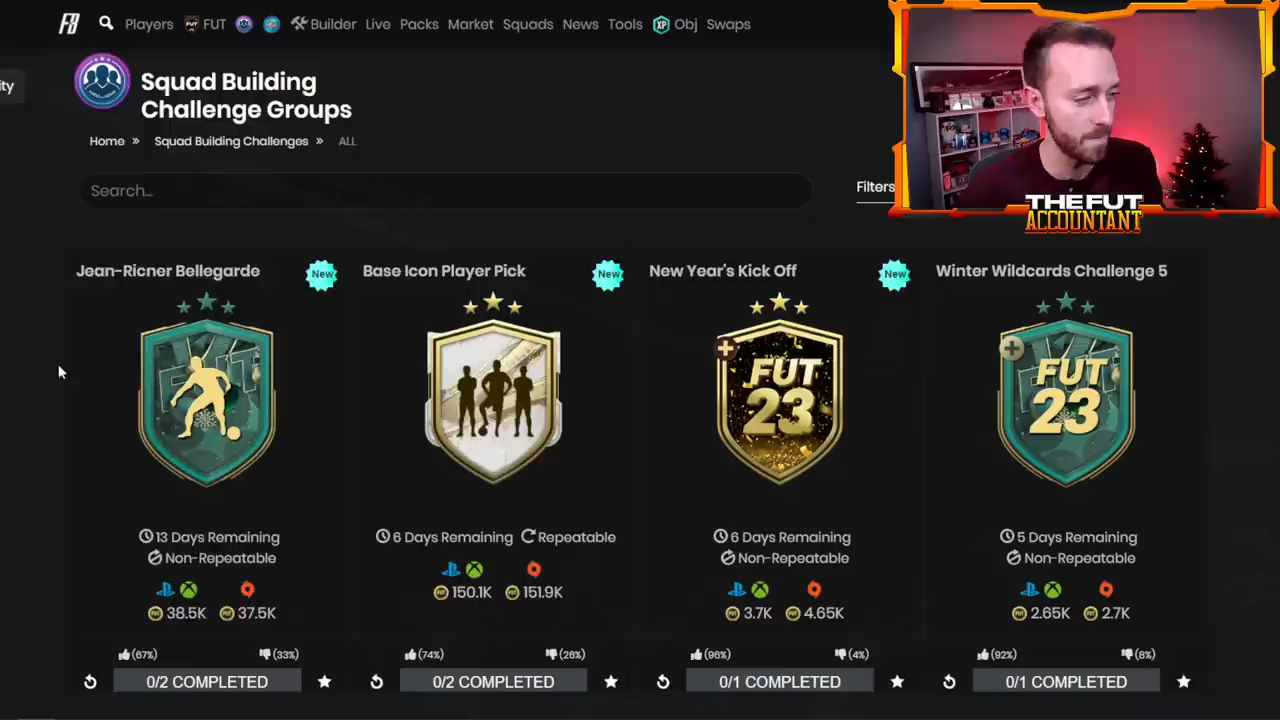 F8 Players FUT Builder Live Packs Market Squads News Tools XP Obj Swaps
ity
Squad Building
Challenge Groups
Home » Squad Building Challenges » ALL
Search...
Filters
THE FUT
ACCOUNTANT
Jean-Ricner Bellegarde
New
Base Icon Player Pick
New
New Year's Kick Off
New
Winter Wildcards Challenge 5
FUT
23
FUT
23
13 Days Remaining
Non-Repeatable
38.5K 37.5K
6 Days Remaining Repeatable
150.1K 151.9K
6 Days Remaining
Non-Repeatable
3.7K 4.65K
5 Days Remaining
Non-Repeatable
2.65K 2.7K
(67%) (33%)
0/2 COMPLETED
(74%) (26%)
0/2 COMPLETED
(96%) (4%)
0/1 COMPLETED
(92%) (8%)
0/1 COMPLETED